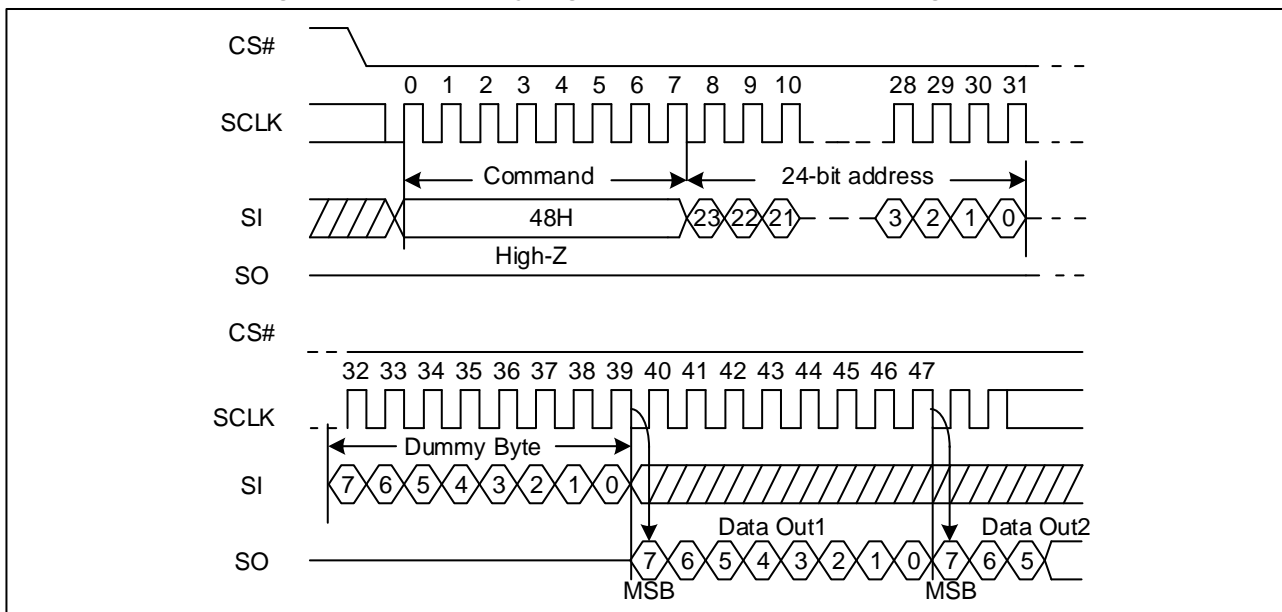 CS#
0 1 2 3 4 5 6 7 8 9 10 28 29 30 31
SCLK
Command 24-bit address
SI 48H 23 22 21 3 2 1 0
High-Z
SO
CS#
32 33 34 35 36 37 38 39 40 41 42 43 44 45 46 47
SCLK
Dummy Byte
SI 7 6 5 4 3 2 1 0
Data Out1 Data Out2
SO 7 6 5 4 3 2 1 0 7 6 5
MSB MSB